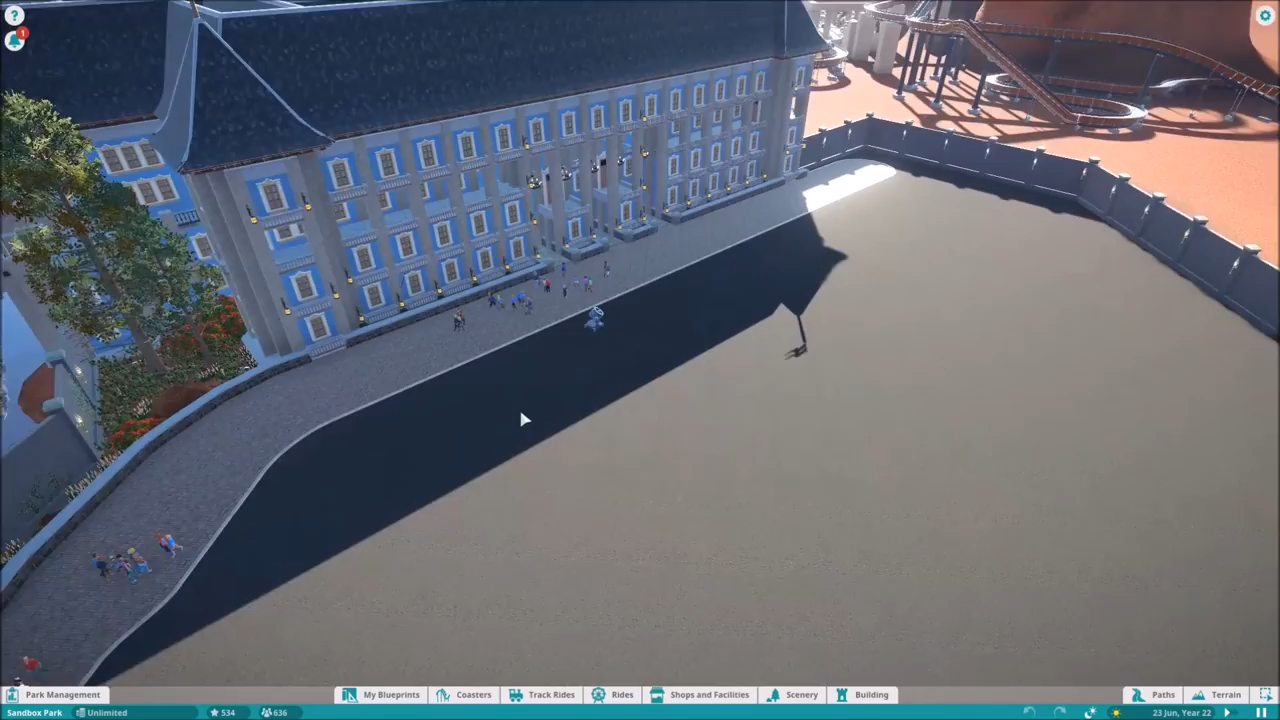 ?
1
Park Management
My Blueprints
Coasters
Track Rides
Rides
Shops and Facilities
Scenery
Building
Paths
Terrain
Sandbox Park
Unlimited
534
636
23 Jun, Year 22